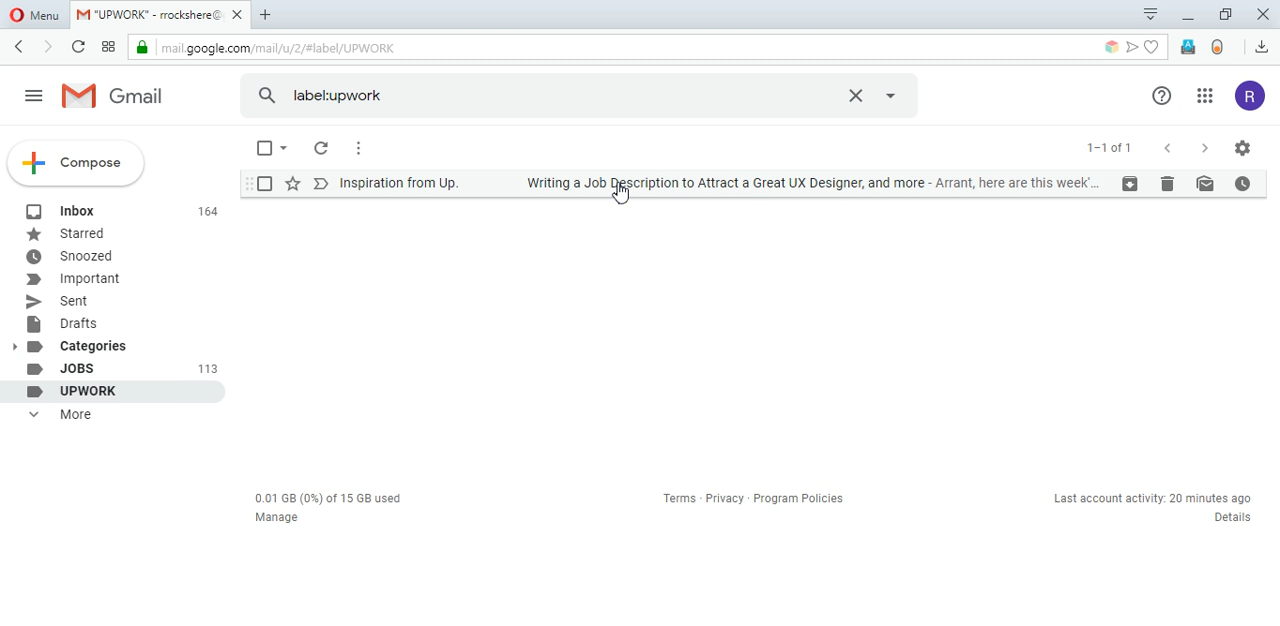 Menu
"UPWORK" - rrockshere@
mail.google.com/mail/u/2/#label/UPWORK
Gmail
label:upwork
R
Compose
1–1 of 1
Inspiration from Up. Writing a Job Description to Attract a Great UX Designer, and more - Arrant, here are this week'...
Inbox 164
Starred
Snoozed
Important
Sent
Drafts
Categories
JOBS 113
UPWORK
More
0.01 GB (0%) of 15 GB used
Manage
Terms · Privacy · Program Policies
Last account activity: 20 minutes ago
Details